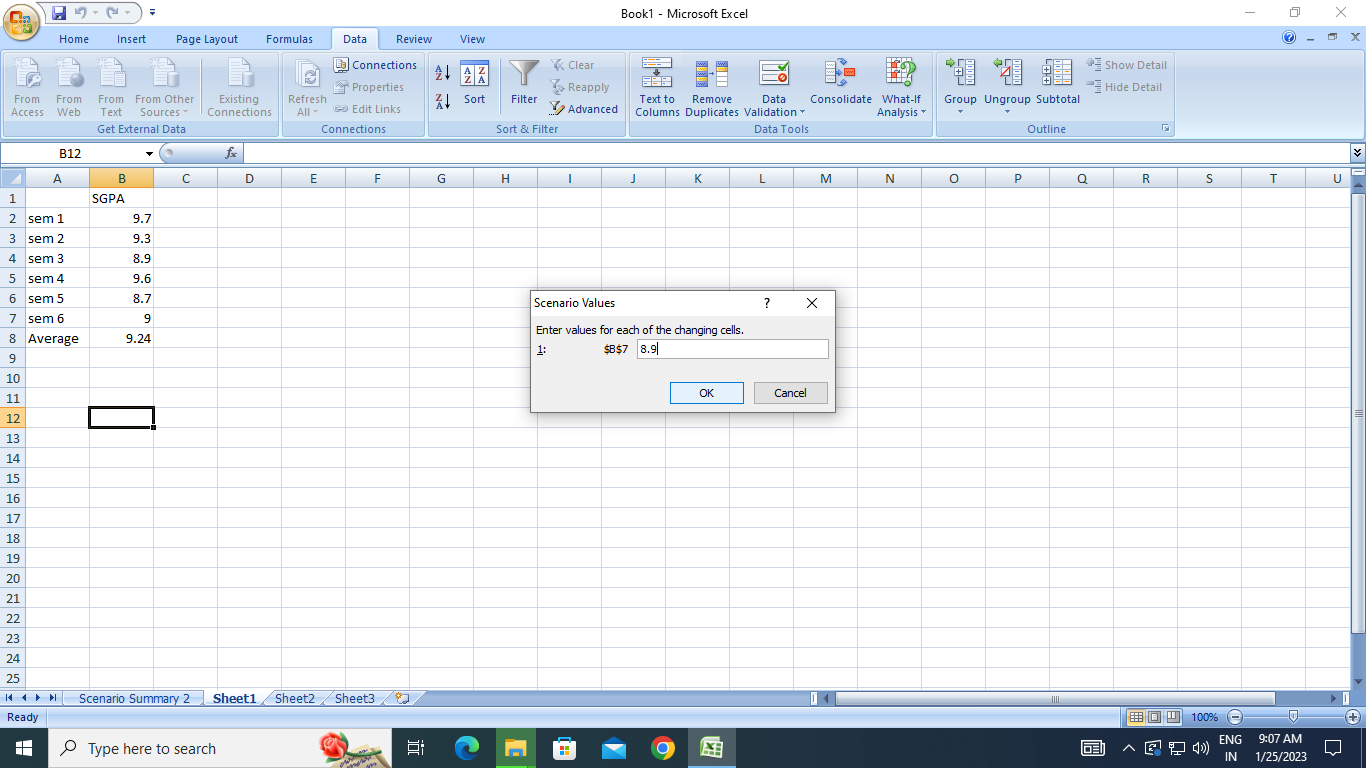 Book1 - Microsoft Excel
Home Insert Page Layout Formulas Data Review View
From Access
From Web
From Text
From Other Sources
Existing Connections
Get External Data
Refresh All
Connections
Properties
Edit Links
Connections
Sort
Filter
Clear
Reapply
Advanced
Sort & Filter
Text to Columns
Remove Duplicates
Data Validation
Consolidate
What-If Analysis
Data Tools
Group
Ungroup
Subtotal
Show Detail
Hide Detail
Outline
B12 fx
A B C D E F G H I J K L M N O P Q R S T U
1 SGPA
2 sem 1 9.7
3 sem 2 9.3
4 sem 3 8.9
5 sem 4 9.6
6 sem 5 8.7
7 sem 6 9
8 Average 9.24
9
10
11
12
13
14
15
16
17
18
19
20
21
22
23
24
25
Scenario Values ?
Enter values for each of the changing cells.
1: $B$7 8.9
OK Cancel
Scenario Summary 2 Sheet1 Sheet2 Sheet3
Ready 100%
Type here to search
ENG
IN
9:07 AM
1/25/2023